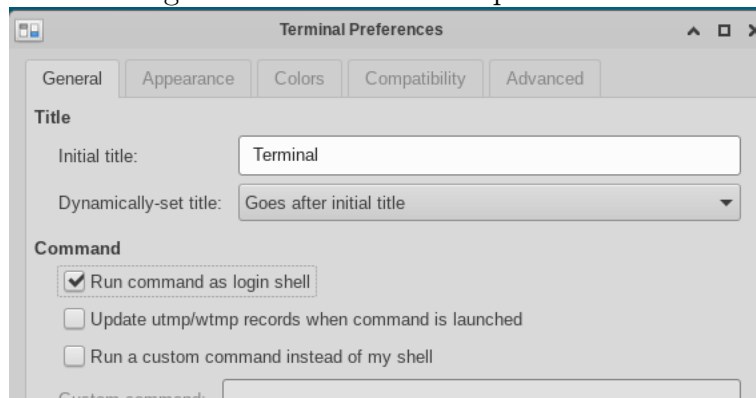 Terminal Preferences
General Appearance Colors Compatibility Advanced
Title
Initial title: Terminal
Dynamically-set title: Goes after initial title
Command
Run command as login shell
Update utmp/wtmp records when command is launched
Run a custom command instead of my shell
Custom command: